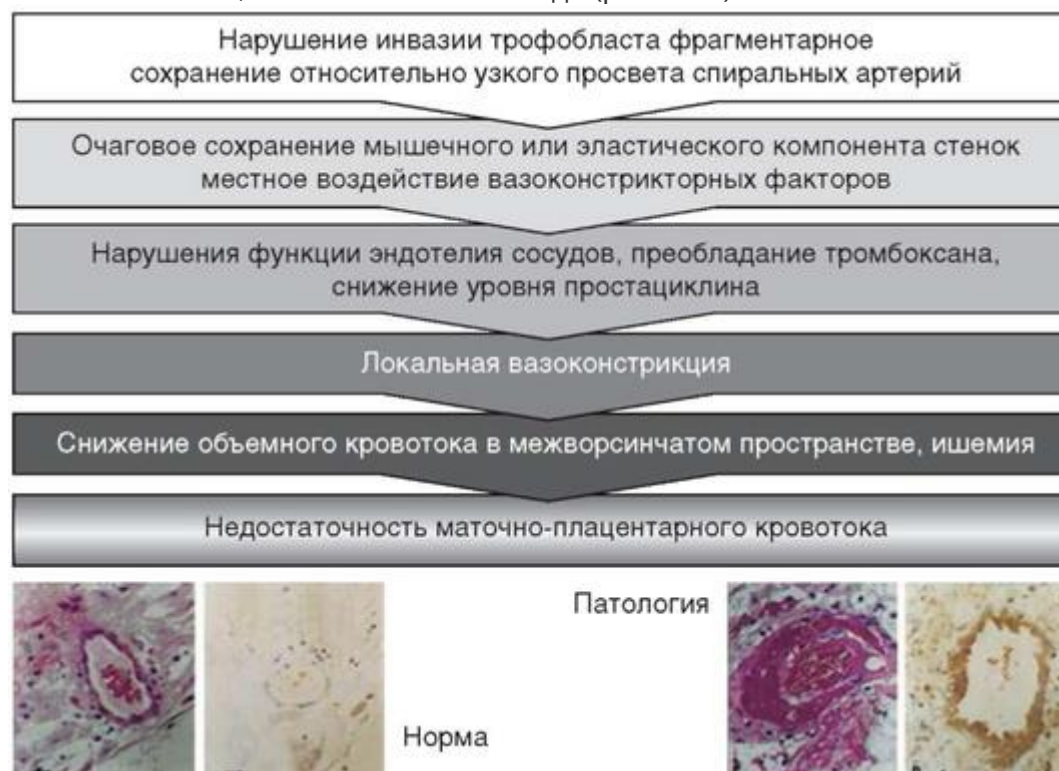 Нарушение инвазии трофобласта фрагментарное
сохранение относительно узкого просвета спиральных артерий
Очаговое сохранение мышечного или эластического компонента стенок
местное воздействие вазоконстрикторных факторов
Нарушения функции эндотелия сосудов, преобладание тромбоксана,
снижение уровня простациклина
Локальная вазоконстрикция
Снижение объемного кровотока в межворсинчатом пространстве, ишемия
Недостаточность маточно-плацентарного кровотока
Патология
Норма